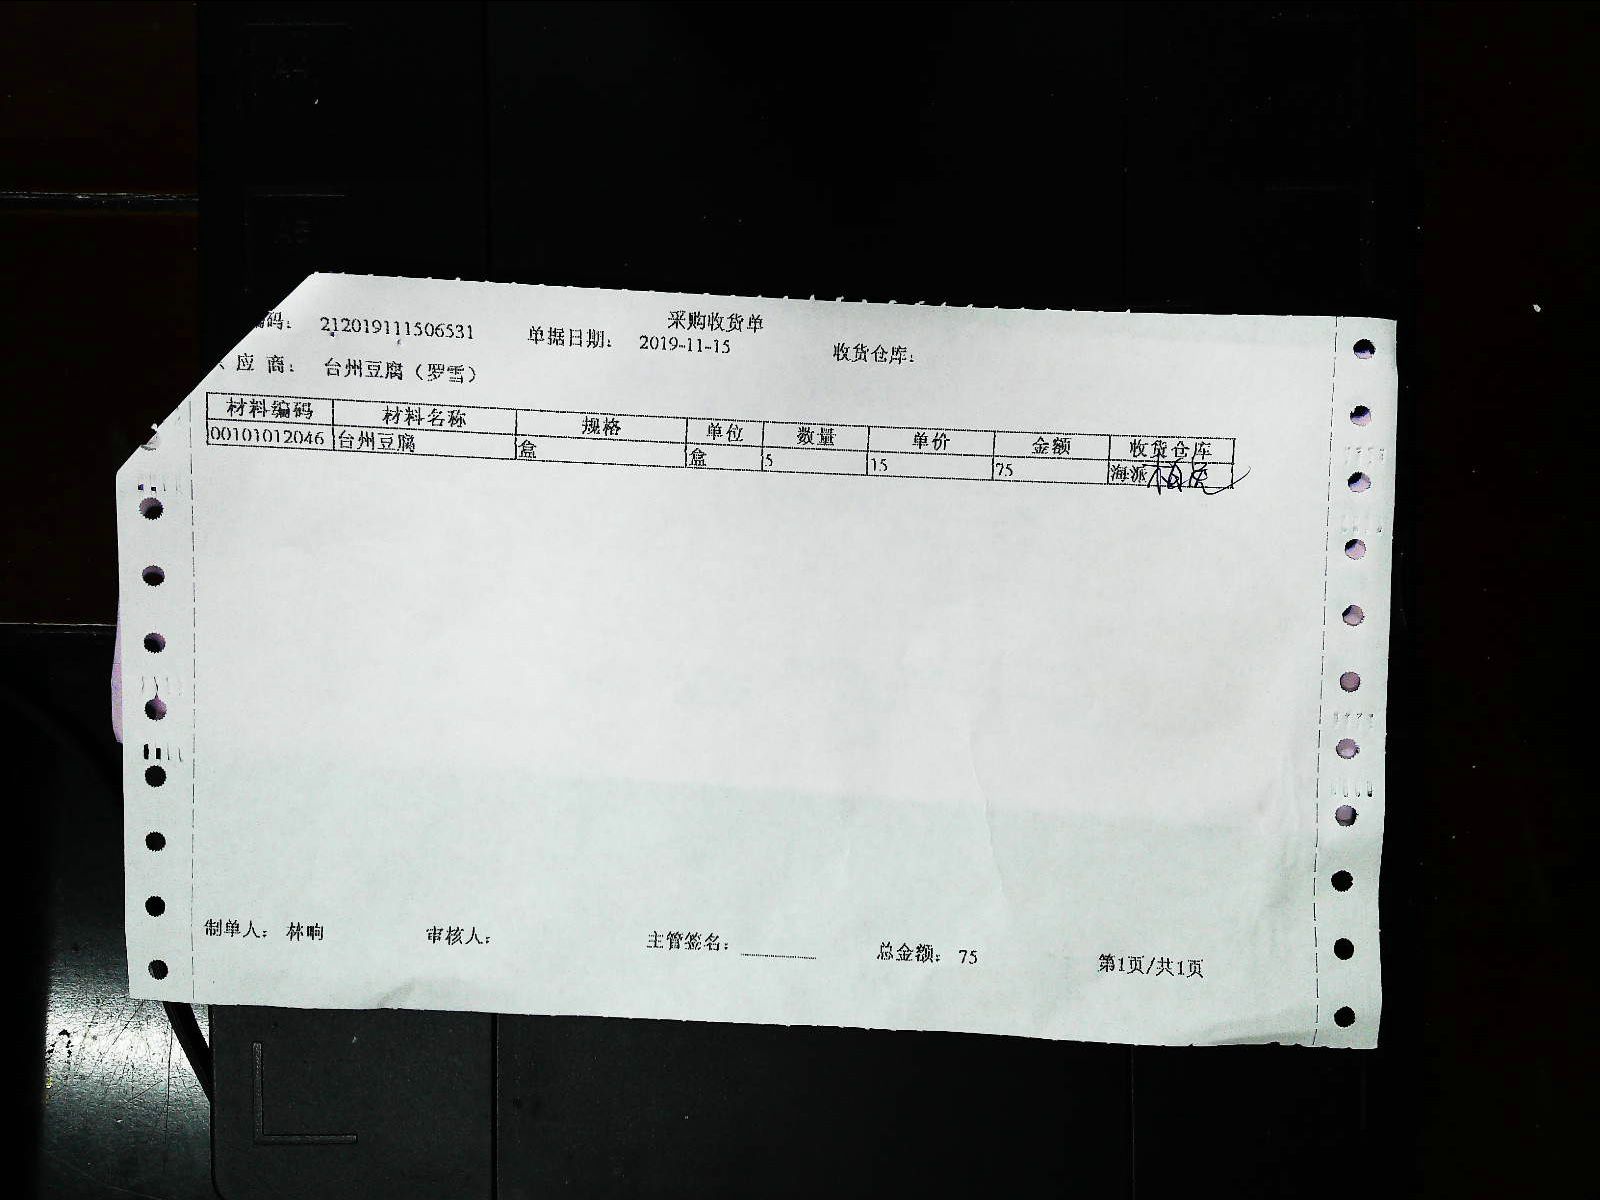 采购收货单
编码： 212019111506531 单据日期： 2019-11-15 收货仓库：
应 商： 台州豆腐（罗雪）
材料编码 材料名称 规格 单位 数量 单价 金额 收货仓库
00101012046 台州豆腐 盒 盒 5 15 75 海派
制单人： 林响 审核人： 主管签名： 总金额： 75 第1页/共1页